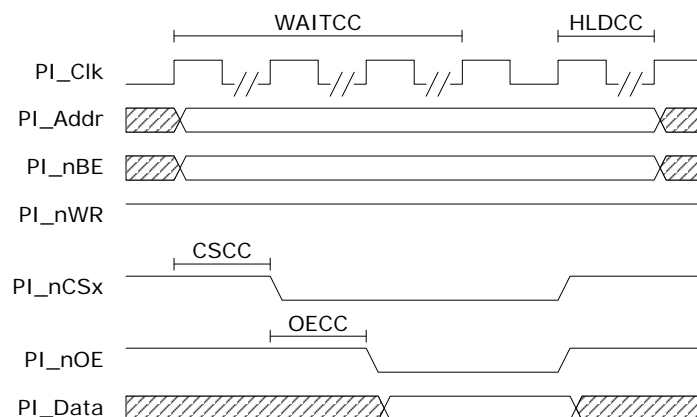 WAITCC HLDCC
PI_Clk
PI_Addr
PI_nBE
PI_nWR
CSCC
PI_nCSx
OECC
PI_nOE
PI_Data